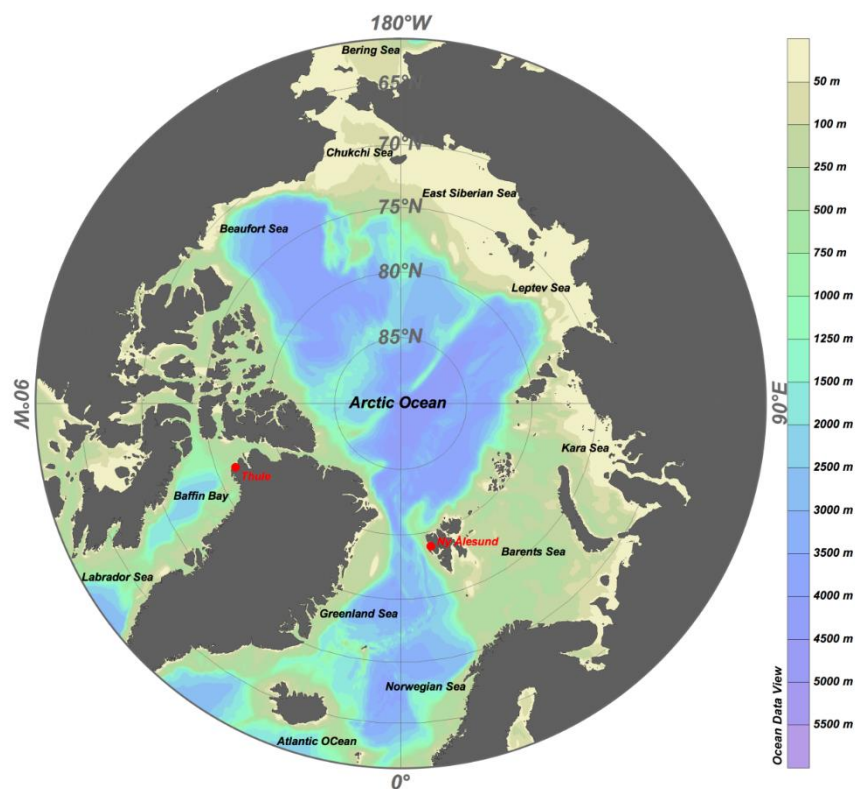 180°W
Bering Sea
65°N
70°N
Chukchi Sea
East Siberian Sea
75°N
Beaufort Sea
80°N
Leptev Sea
85°N
90°W
Arctic Ocean
90°E
Kara Sea
Thule
Baffin Bay
Ny Alesund
Barents Sea
Labrador Sea
Greenland Sea
Norwegian Sea
Atlantic OCean
0°
50 m
100 m
250 m
500 m
750 m
1000 m
1250 m
1500 m
2000 m
2500 m
3000 m
3500 m
4000 m
4500 m
5000 m
5500 m
Ocean Data View